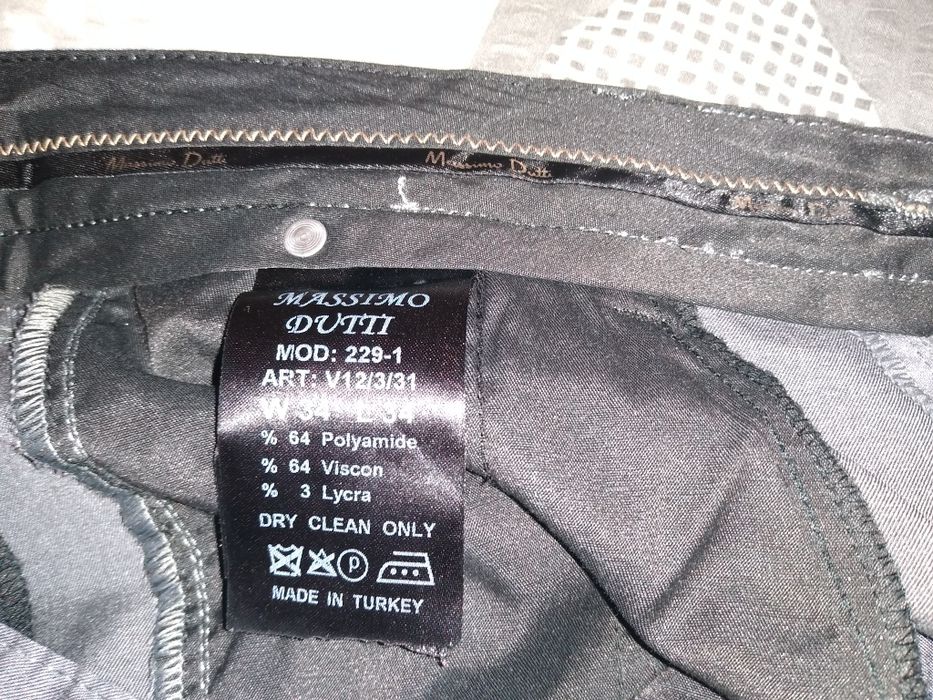 Massimo Dutti Massimo Dutti
MASSIMO
DUTTI
MOD: 229-1
ART: V12/3/31
W 34 L 34
% 64 Polyamide
% 64 Viscon
% 3 Lycra
DRY CLEAN ONLY
P
MADE IN TURKEY